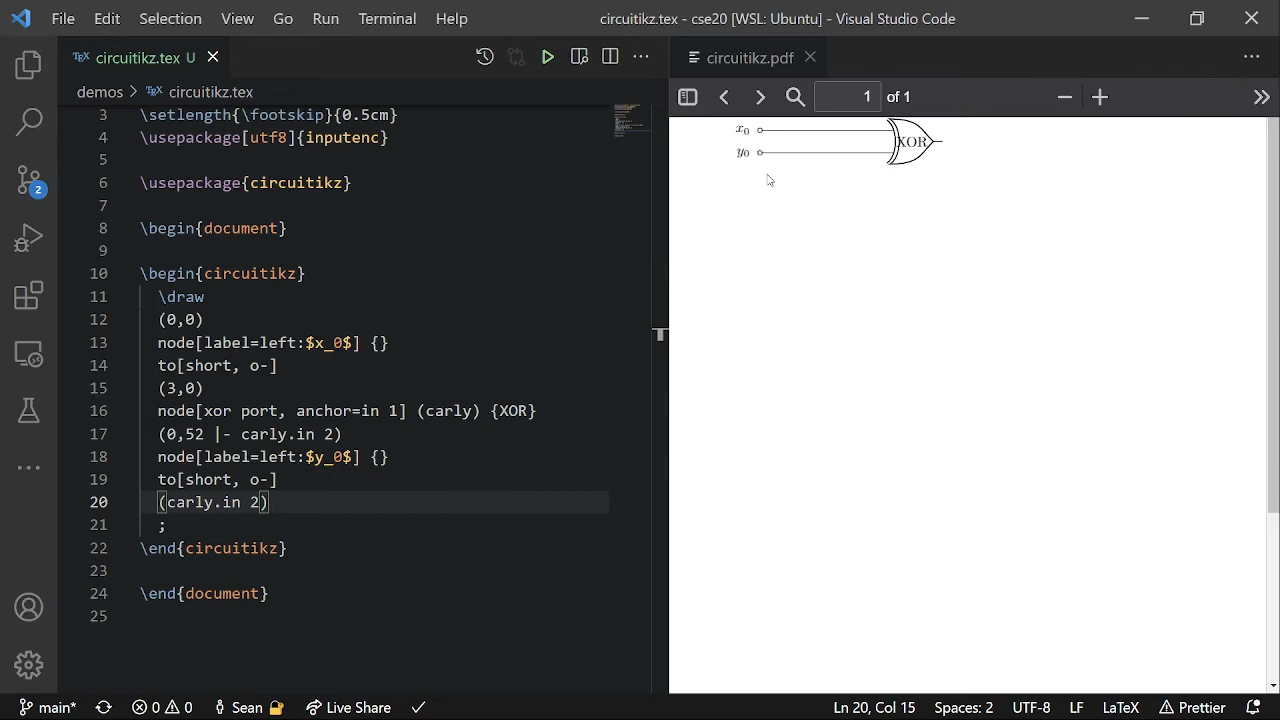 File Edit Selection View Go Run Terminal Help circuitikz.tex - cse20 [WSL: Ubuntu] - Visual Studio Code
circuitikz.tex U
circuitikz.pdf
demos > circuitikz.tex
1 of 1
3 \setlength{\footskip}{0.5cm}
4 \usepackage[utf8]{inputenc}
5
6 \usepackage{circuitikz}
7
8 \begin{document}
9
10 \begin{circuitikz}
11 \draw
12 (0,0)
13 node[label=left:$x_0$] {}
14 to[short, o-]
15 (3,0)
16 node[xor port, anchor=in 1] (carly) {XOR}
17 (0,52 |- carly.in 2)
18 node[label=left:$y_0$] {}
19 to[short, o-]
20 (carly.in 2)
21 ;
22 \end{circuitikz}
23
24 \end{document}
25
x0
y0
XOR
2
main* 0 0 Sean Live Share Ln 20, Col 15 Spaces: 2 UTF-8 LF LaTeX Prettier